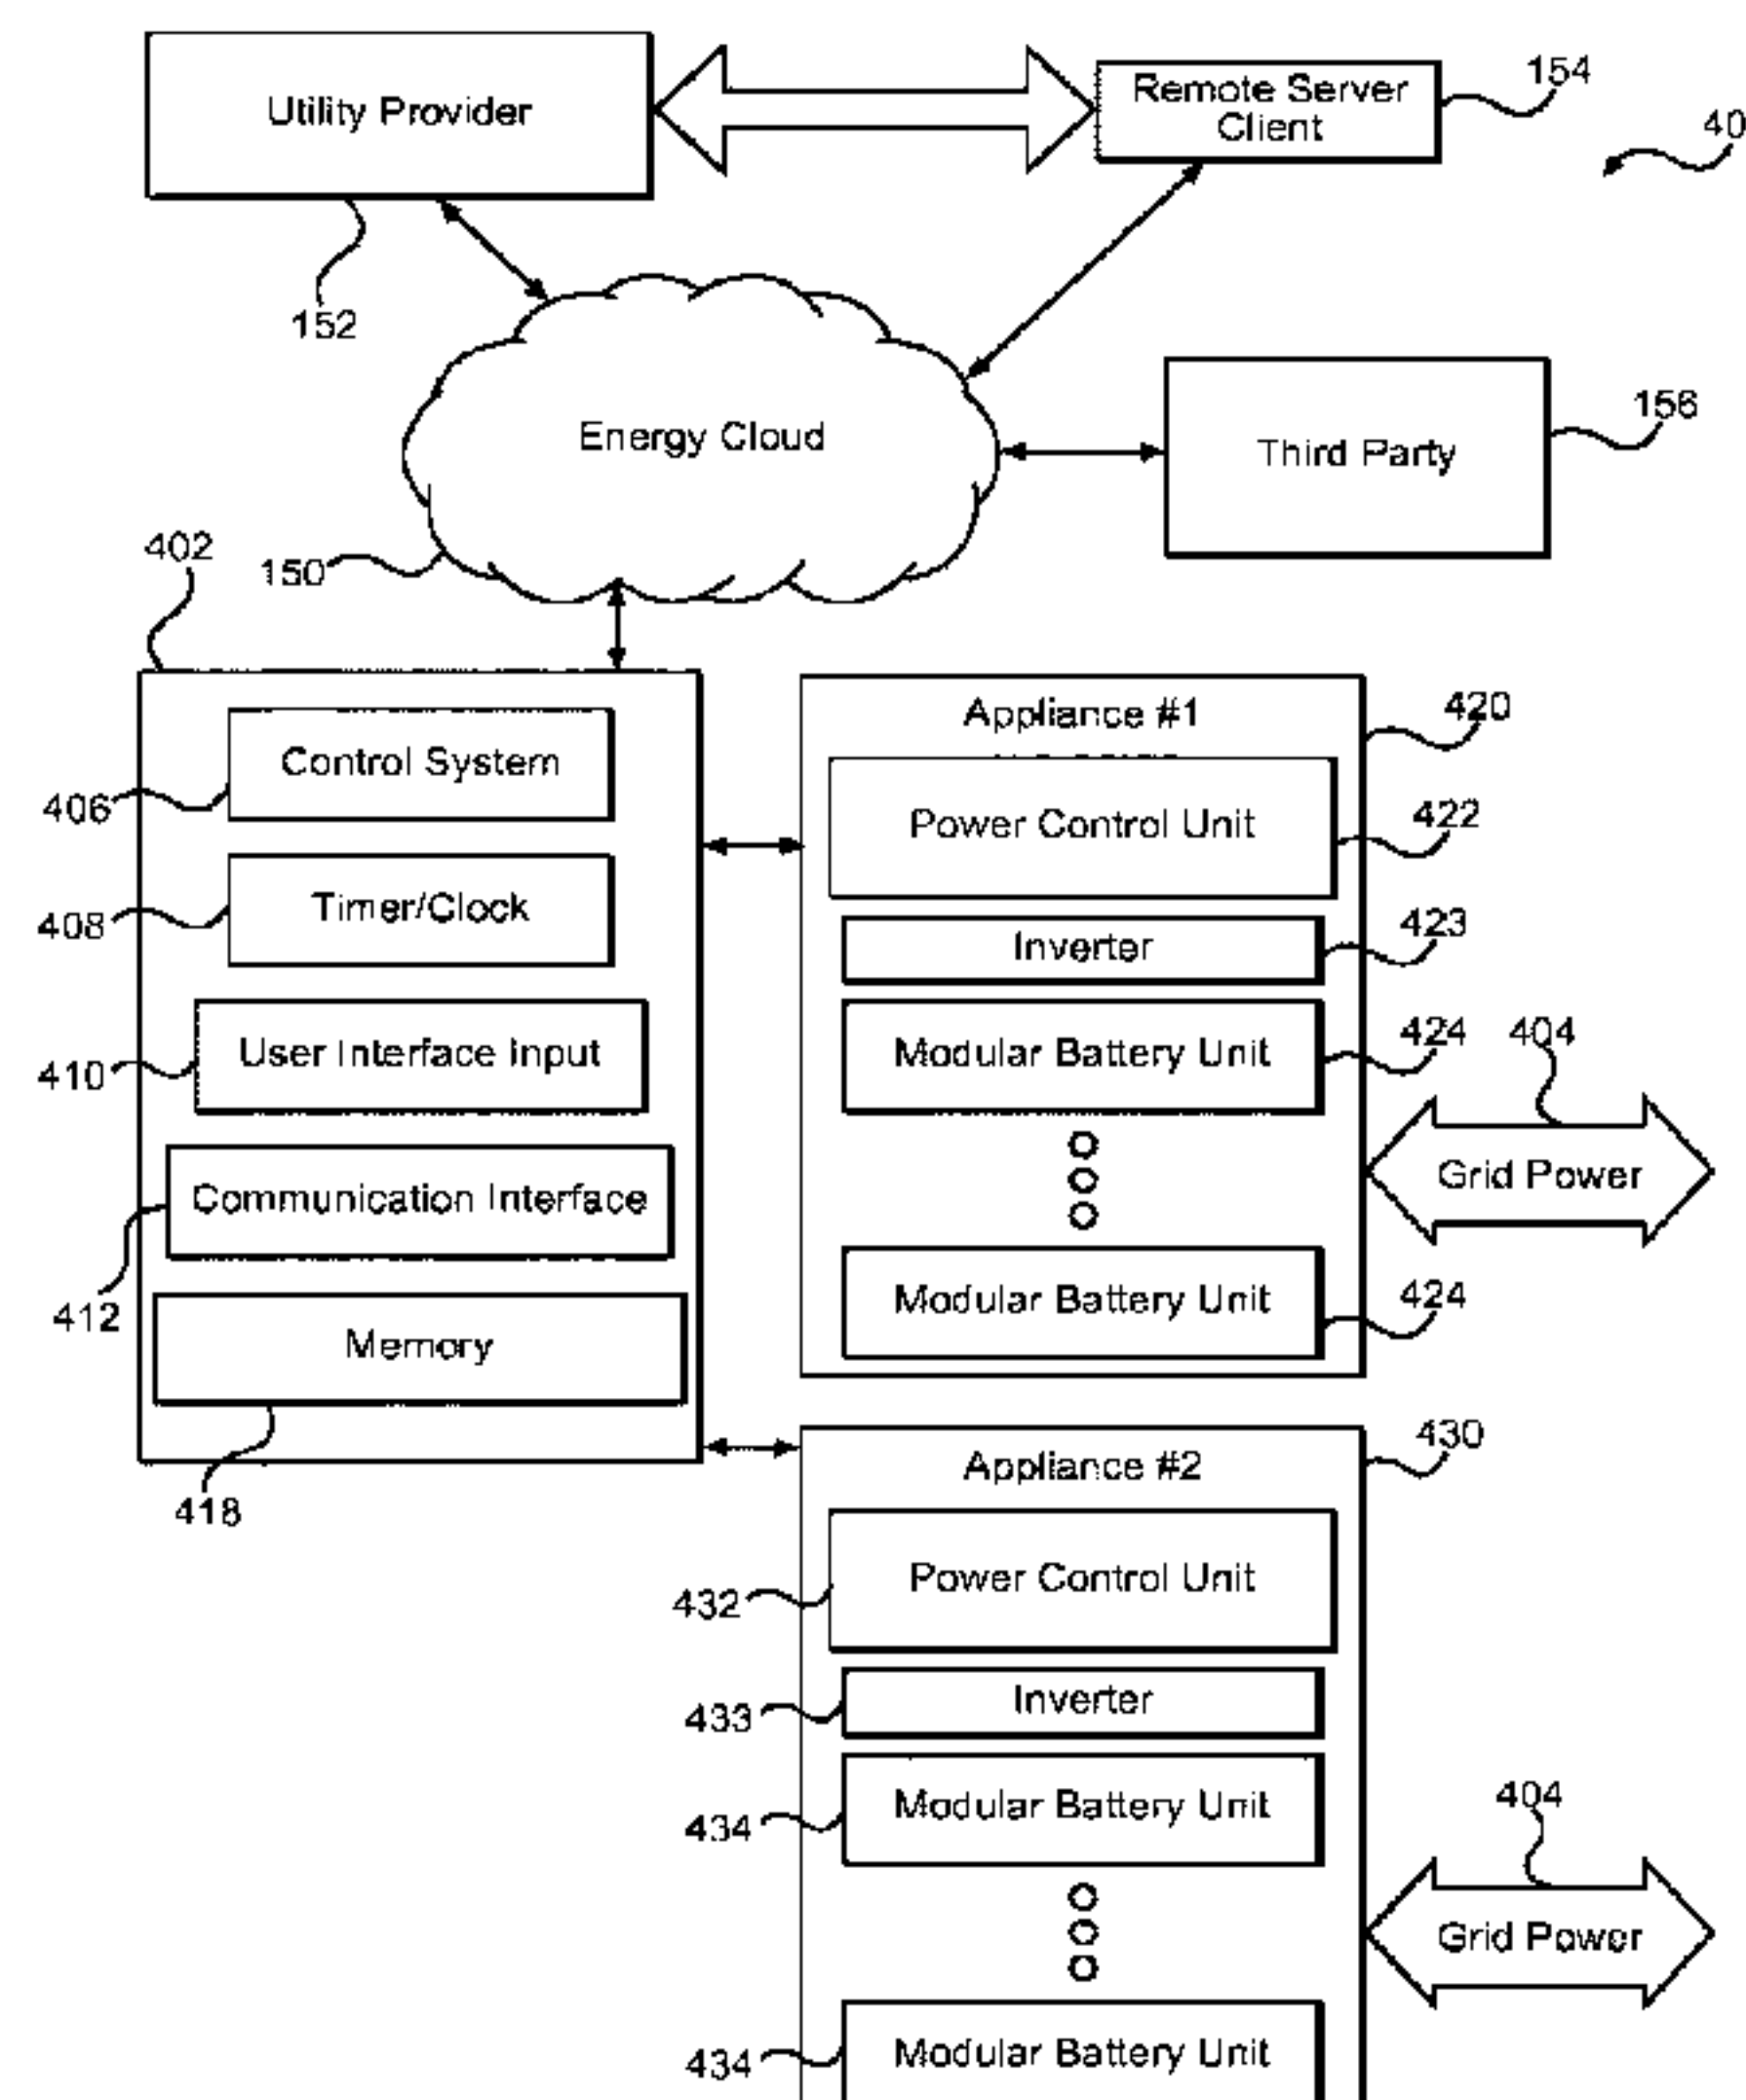 Utility Provider
Remote Server
Client
154
40
152
Energy Cloud
Third Party
156
402
150
Control System
406
Timer/Clock
408
User Interface Input
410
Communication Interface
412
Memory
418
Appliance #1
420
Power Control Unit
422
Inverter
423
Modular Battery Unit
424
404
Grid Power
Modular Battery Unit
424
Appliance #2
430
Power Control Unit
432
Inverter
433
Modular Battery Unit
434
404
Grid Power
Modular Battery Unit
434